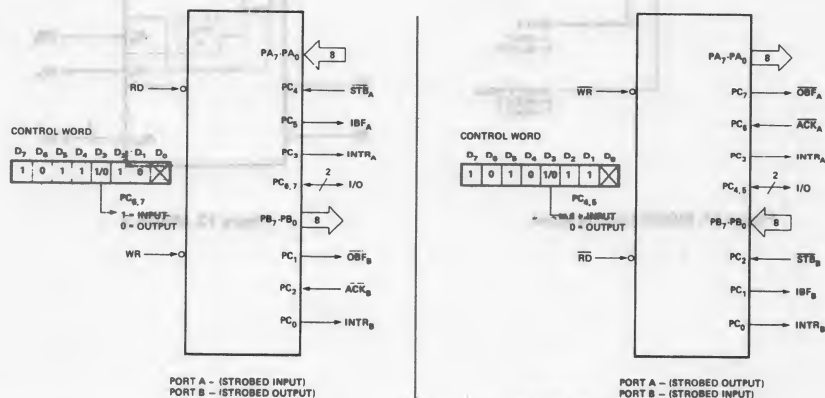 PA7-PA0 8
RD PC4 STBA
PC5 IBFA
CONTROL WORD
PC3 INTRA
D7 D6 D5 D4 D3 D2 D1 D0
1 0 1 1 1/0 1 0
PC6,7 2 I/O
PC6,7
1 = INPUT
0 = OUTPUT
PB7-PB0 8
WR PC1 OBFB
PC2 ACKB
PC0 INTRB
PORT A – (STROBED INPUT)
PORT B – (STROBED OUTPUT)
PA7-PA0 8
WR PC7 OBFA
PC6 ACKA
CONTROL WORD
PC3 INTRA
D7 D6 D5 D4 D3 D2 D1 D0
1 0 1 0 1/0 1 1
PC4,5 2 I/O
PC4,5
1 = INPUT
0 = OUTPUT
PB7-PB0 8
RD PC2 STBB
PC1 IBFB
PC0 INTRB
PORT A – (STROBED OUTPUT)
PORT B – (STROBED INPUT)